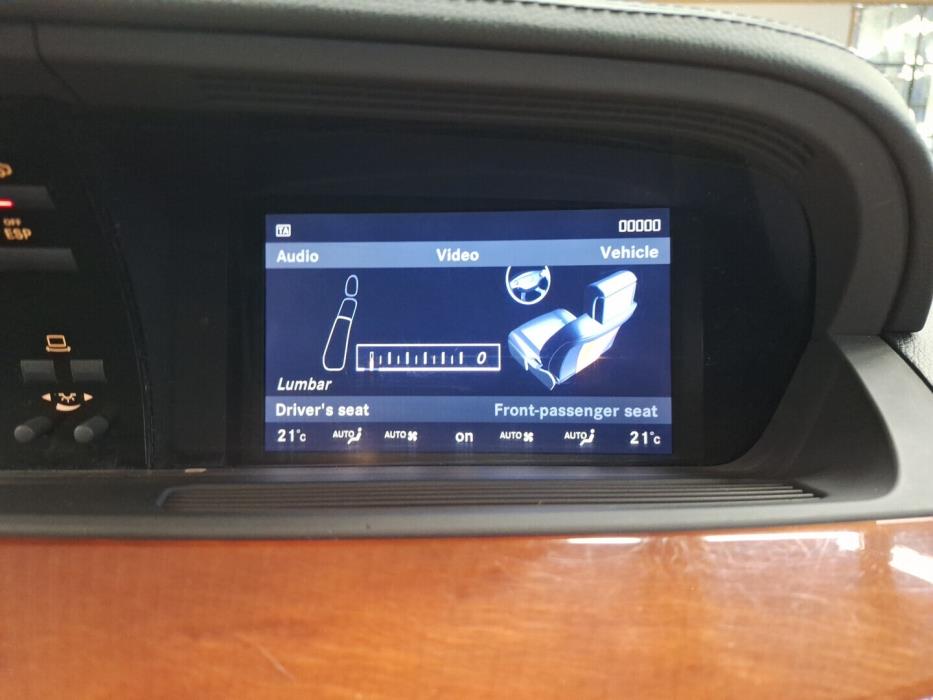 OFF
ESP
TA
00000
Audio Video Vehicle
0
Lumbar
Driver's seat Front-passenger seat
21°c AUTO AUTO on AUTO AUTO 21°c